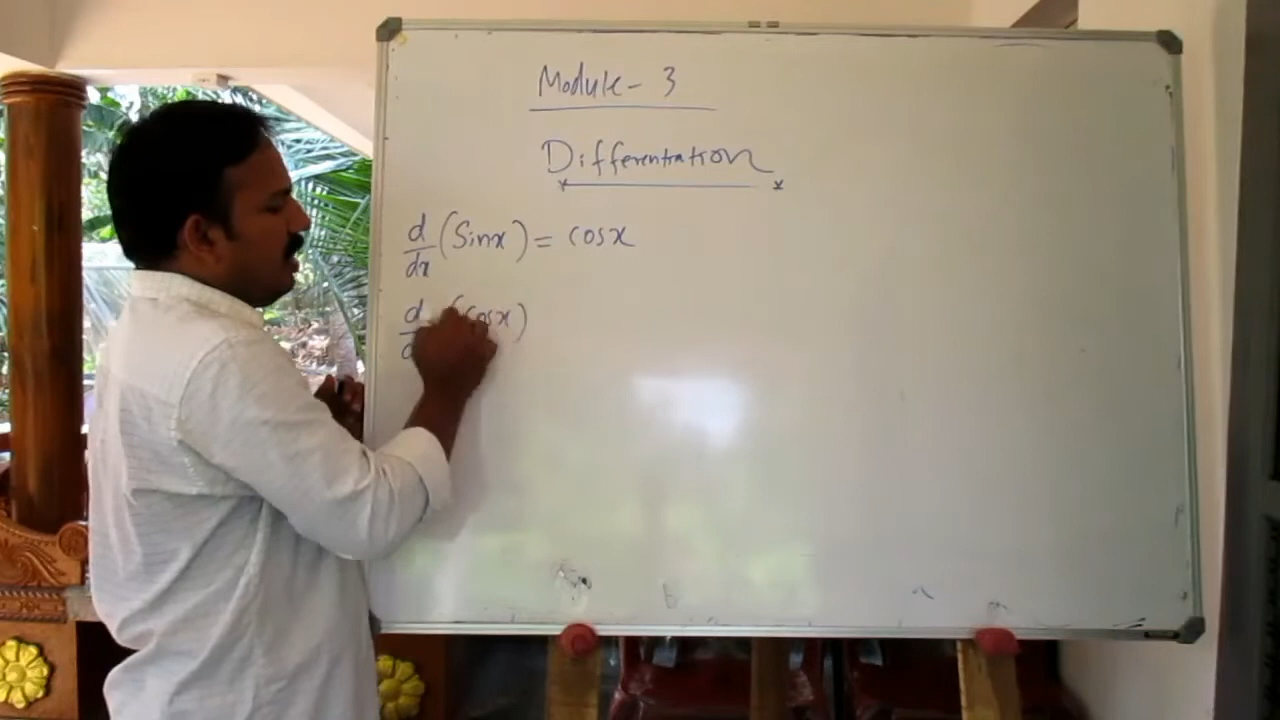 Module - 3
Differentiation
d/dx (Sinx) = cosx
d (cosx)